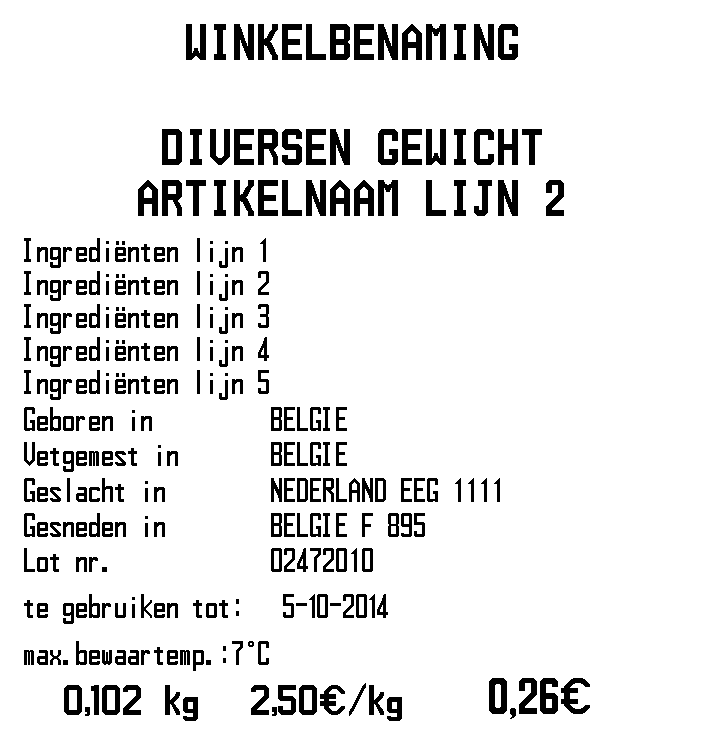 WINKELBENAMING
DIVERSEN GEWICHT
ARTIKELNAAM LIJN 2
Ingrediënten lijn 1
Ingrediënten lijn 2
Ingrediënten lijn 3
Ingrediënten lijn 4
Ingrediënten lijn 5
Geboren in BELGIE
Vetgemest in BELGIE
Geslacht in NEDERLAND EEG 1111
Gesneden in BELGIE F 895
Lot nr. 02472010
te gebruiken tot: 5-10-2014
max.bewaartemp.:7°C
0,102 kg 2,50€/kg 0,26€